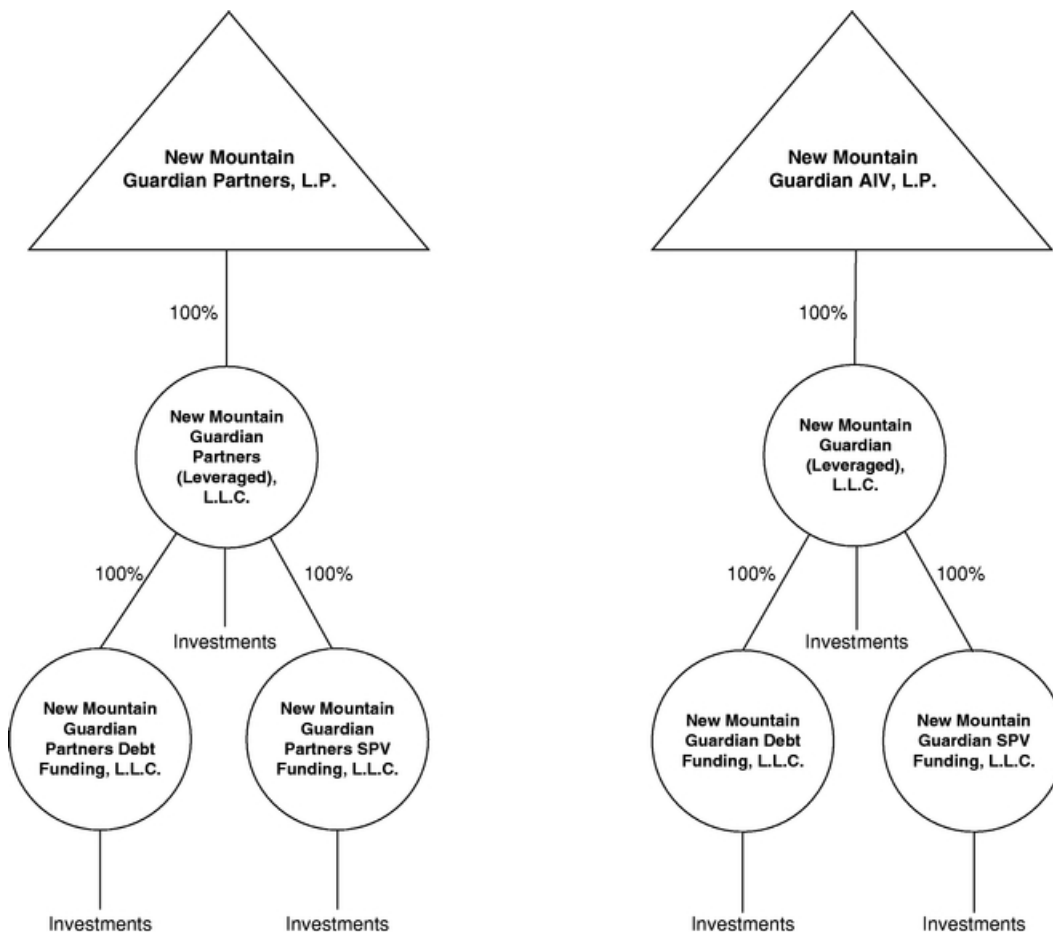 New Mountain
Guardian Partners, L.P.
New Mountain
Guardian AIV, L.P.
100%
100%
New Mountain
Guardian
Partners
(Leveraged),
L.L.C.
New Mountain
Guardian
(Leveraged),
L.L.C.
100%
100%
100%
100%
Investments
Investments
New Mountain
Guardian
Partners Debt
Funding, L.L.C.
New Mountain
Guardian
Partners SPV
Funding, L.L.C.
New Mountain
Guardian Debt
Funding, L.L.C.
New Mountain
Guardian SPV
Funding, L.L.C.
Investments
Investments
Investments
Investments